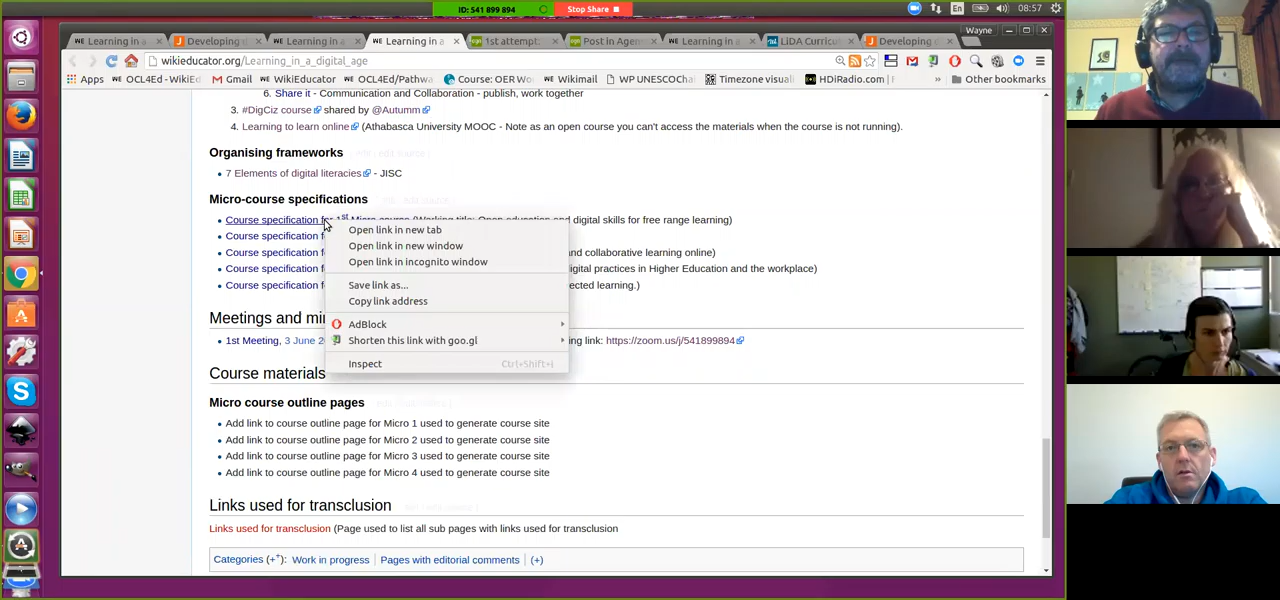 ID: 541 899 894
Stop Share
En
08:57
Learning in a
Developing
Learning in a
Learning in a
1st attempt:
Post in Agen
Learning in a
LiDA Curricul
Developing
Wayne
wikieducator.org/Learning_in_a_digital_age
Apps
WE OCL4Ed - WikiEd
Gmail
WE WikiEducator
WE OCL4Ed/Pathwa
Course: OER Wo
Wikimail
WP UNESCOChai
Timezone visuali
HDiRadio.com
»
Other bookmarks
6. Share it - Communication and Collaboration - publish, work together
3. #DigCiz course shared by @Autumm
4. Learning to learn online (Athabasca University MOOC - Note as an open course you can't access the materials when the course is not running).
Organising frameworks
• 7 Elements of digital literacies - JISC
Micro-course specifications
• Course specification for 1st Micro course (Working title: Open education and digital skills for free range learning)
• Course specification f
• Course specification f
and collaborative learning online)
• Course specification f
digital practices in Higher Education and the workplace)
• Course specification f
ected learning.)
Open link in new tab
Open link in new window
Open link in incognito window
Save link as...
Copy link address
AdBlock
Shorten this link with goo.gl
Inspect
Ctrl+Shift+I
Meetings and mi
• 1st Meeting, 3 June 2
ing link: https://zoom.us/j/541899894
Course materials
Micro course outline pages
• Add link to course outline page for Micro 1 used to generate course site
• Add link to course outline page for Micro 2 used to generate course site
• Add link to course outline page for Micro 3 used to generate course site
• Add link to course outline page for Micro 4 used to generate course site
Links used for transclusion
Links used for transclusion (Page used to list all sub pages with links used for transclusion
Categories (+⁺): Work in progress | Pages with editorial comments | (+)